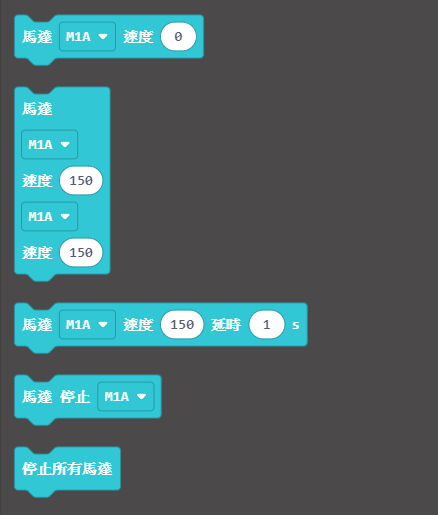 馬達 M1A 速度 0
馬達
M1A
速度 150
M1A
速度 150
馬達 M1A 速度 150 延時 1 s
馬達 停止 M1A
停止所有馬達